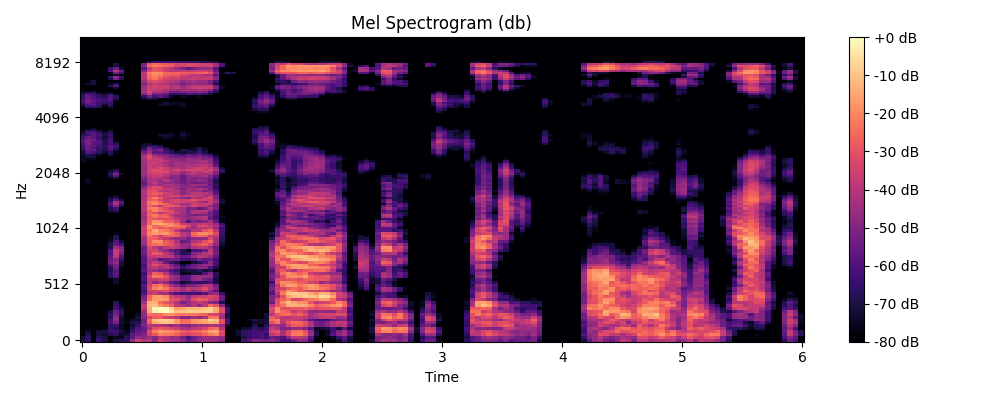 Mel Spectrogram (db)
Hz
8192
4096
2048
1024
512
0
0 1 2 3 4 5 6
Time
+0 dB
-10 dB
-20 dB
-30 dB
-40 dB
-50 dB
-60 dB
-70 dB
-80 dB